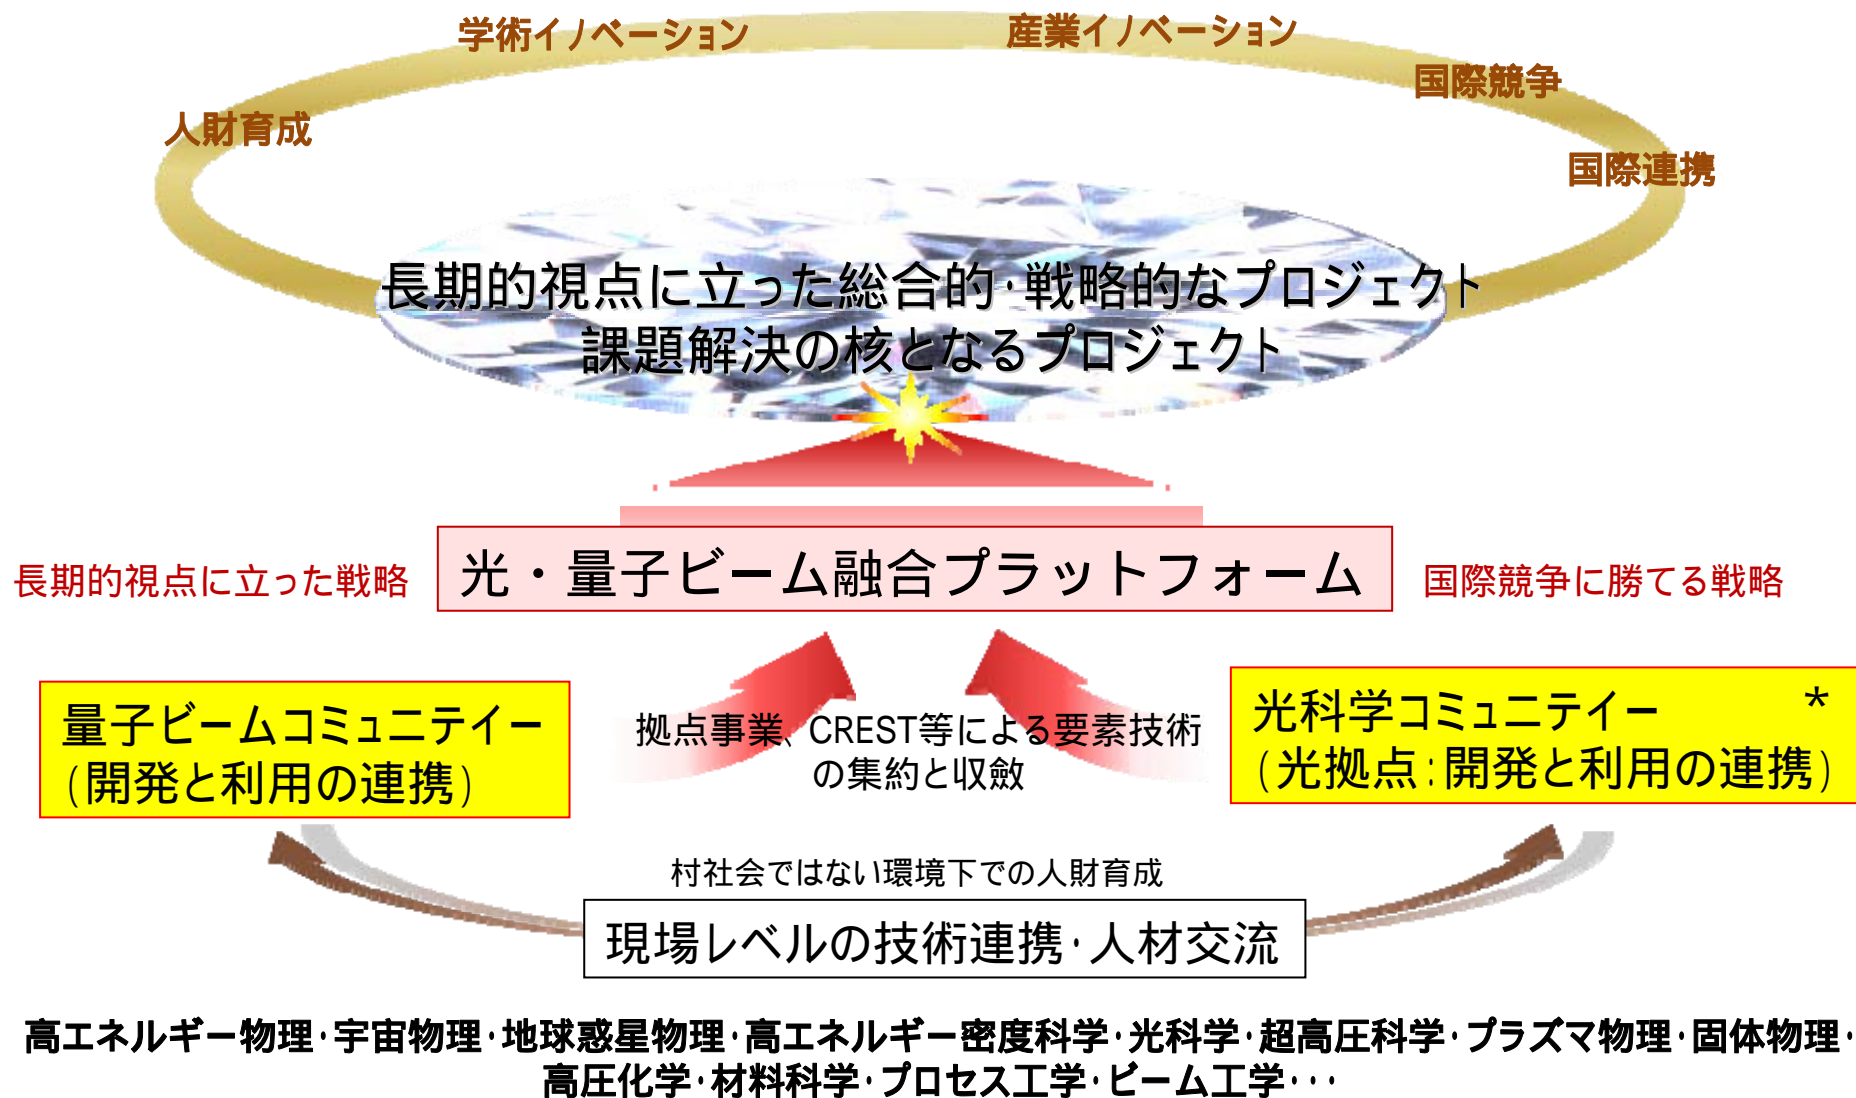 学術イノベーション
産業イノベーション
国際競争
人財育成
国際連携
長期的視点に立った総合的・戦略的なプロジェクト
課題解決の核となるプロジェクト
長期的視点に立った戦略
光・量子ビーム融合プラットフォーム
国際競争に勝てる戦略
量子ビームコミュニテイー
(開発と利用の連携)
拠点事業、CREST等による要素技術
の集約と収斂
光科学コミュニテイー *
(光拠点:開発と利用の連携)
村社会ではない環境下での人財育成
現場レベルの技術連携・人材交流
高エネルギー物理・宇宙物理・地球惑星物理・高エネルギー密度科学・光科学・超高圧科学・プラズマ物理・固体物理・
高圧化学・材料科学・プロセス工学・ビーム工学・・・